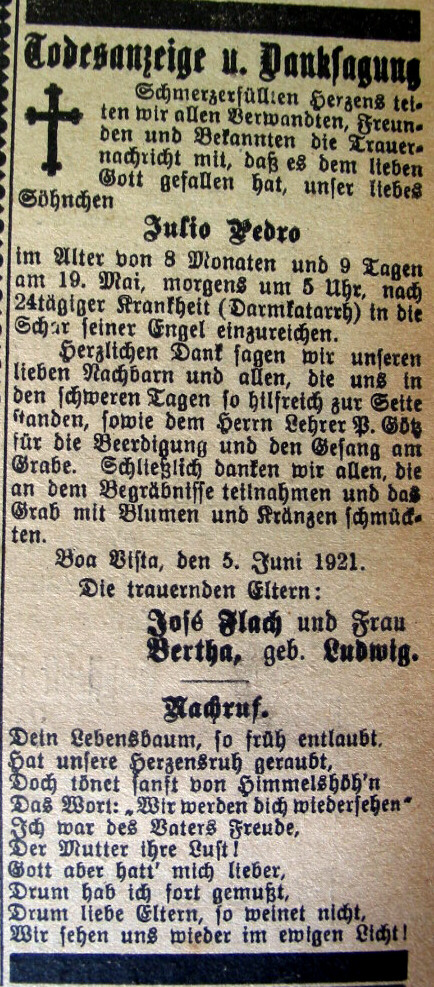 Todesanzeige u. Danksagung
Schmerzerfüllten Herzens tei-
ten wir allen Verwandten, Freun-
den und Bekannten die Trauer-
nachricht mit, daß es dem lieben
Gott gefallen hat, unser liebes
Söhnchen
Julio Pedro
im Alter von 8 Monaten und 9 Tagen
am 19. Mai, morgens um 5 Uhr, nach
24tägiger Krankheit (Darmkatarrh) in die
Schar seiner Engel einzureichen.
Herzlichen Dank sagen wir unseren
lieben Nachbarn und allen, die uns in
den schweren Tagen so hilfreich zur Seite
standen, sowie dem Herrn Lehrer P. Götz
für die Beerdigung und den Gesang am
Grabe. Schließlich danken wir allen, die
an dem Begräbnisse teilnahmen und das
Grab mit Blumen und Kränzen schmück-
ten.
Boa Vista, den 5. Juni 1921.
Die trauernden Eltern:
José Flach und Frau
Bertha, geb. Ludwig.
Nachruf.
Dein Lebensbaum, so früh entlaubt.
Hat unsere Herzensruh geraubt,
Doch tönet sanft von Himmelshöh'n
Das Wort: „Wir werden dich wiedersehen"
Ich war des Vaters Freude,
Der Mutter ihre Lust!
Gott aber hatt' mich lieber,
Drum hab ich fort gemußt,
Drum liebe Eltern, so weinet nicht,
Wir sehen uns wieder im ewigen Licht!